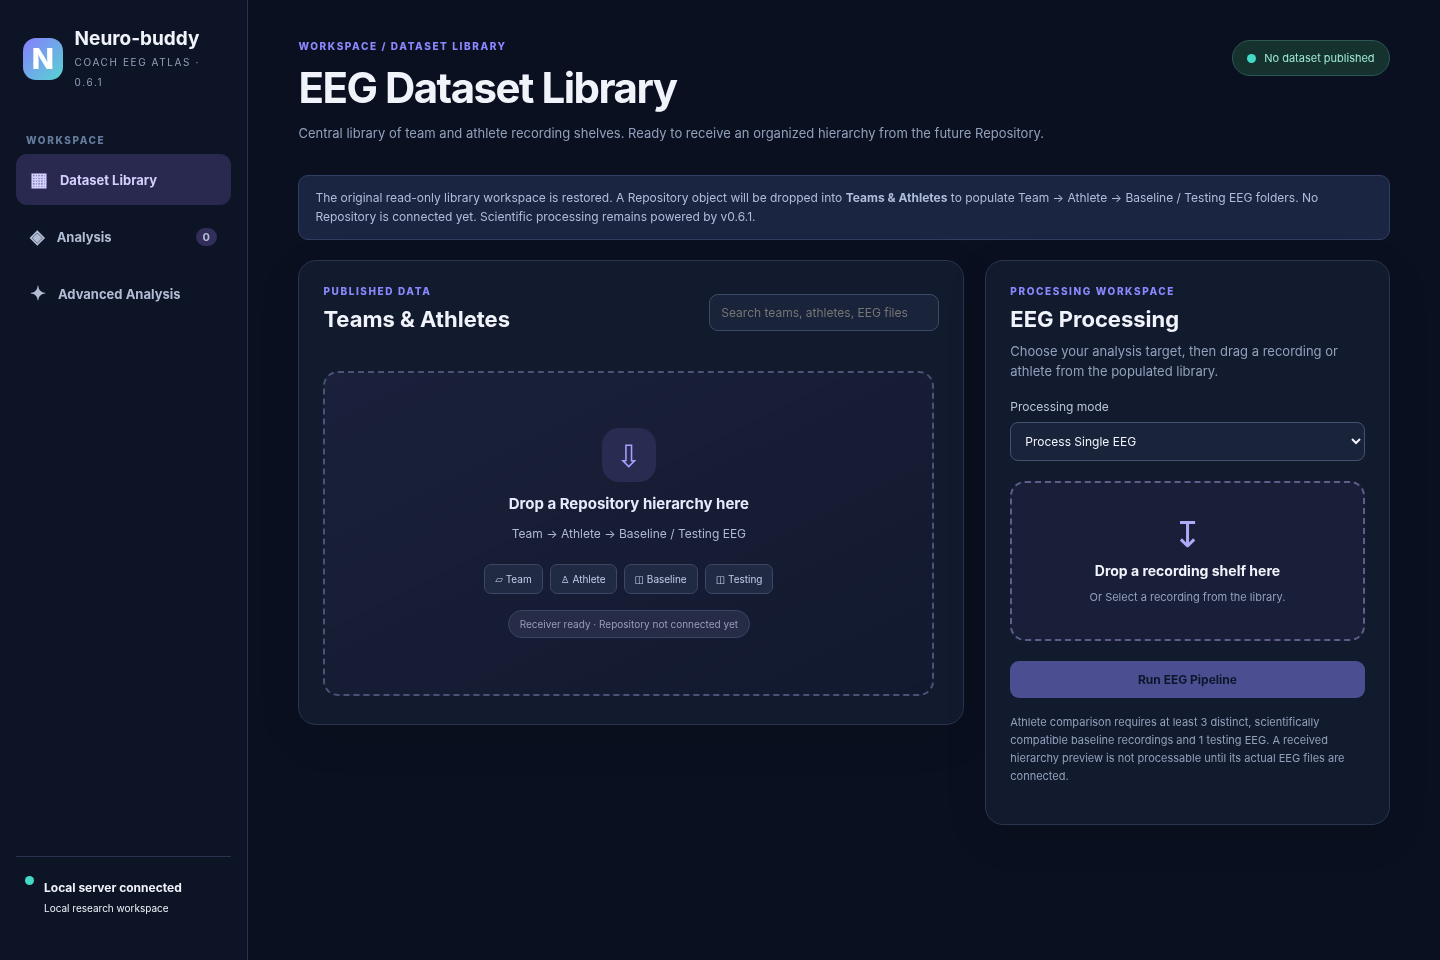 N
Neuro-buddy
COACH EEG ATLAS ·
0.6.1
WORKSPACE
Dataset Library
Analysis
0
Advanced Analysis
Local server connected
Local research workspace
WORKSPACE / DATASET LIBRARY
EEG Dataset Library
Central library of team and athlete recording shelves. Ready to receive an organized hierarchy from the future Repository.
No dataset published
The original read-only library workspace is restored. A Repository object will be dropped into Teams & Athletes to populate Team → Athlete → Baseline / Testing EEG folders. No
Repository is connected yet. Scientific processing remains powered by v0.6.1.
PUBLISHED DATA
Teams & Athletes
Search teams, athletes, EEG files
Drop a Repository hierarchy here
Team → Athlete → Baseline / Testing EEG
Team
Athlete
Baseline
Testing
Receiver ready · Repository not connected yet
PROCESSING WORKSPACE
EEG Processing
Choose your analysis target, then drag a recording or
athlete from the populated library.
Processing mode
Process Single EEG
Drop a recording shelf here
Or Select a recording from the library.
Run EEG Pipeline
Athlete comparison requires at least 3 distinct, scientifically
compatible baseline recordings and 1 testing EEG. A received
hierarchy preview is not processable until its actual EEG files are
connected.